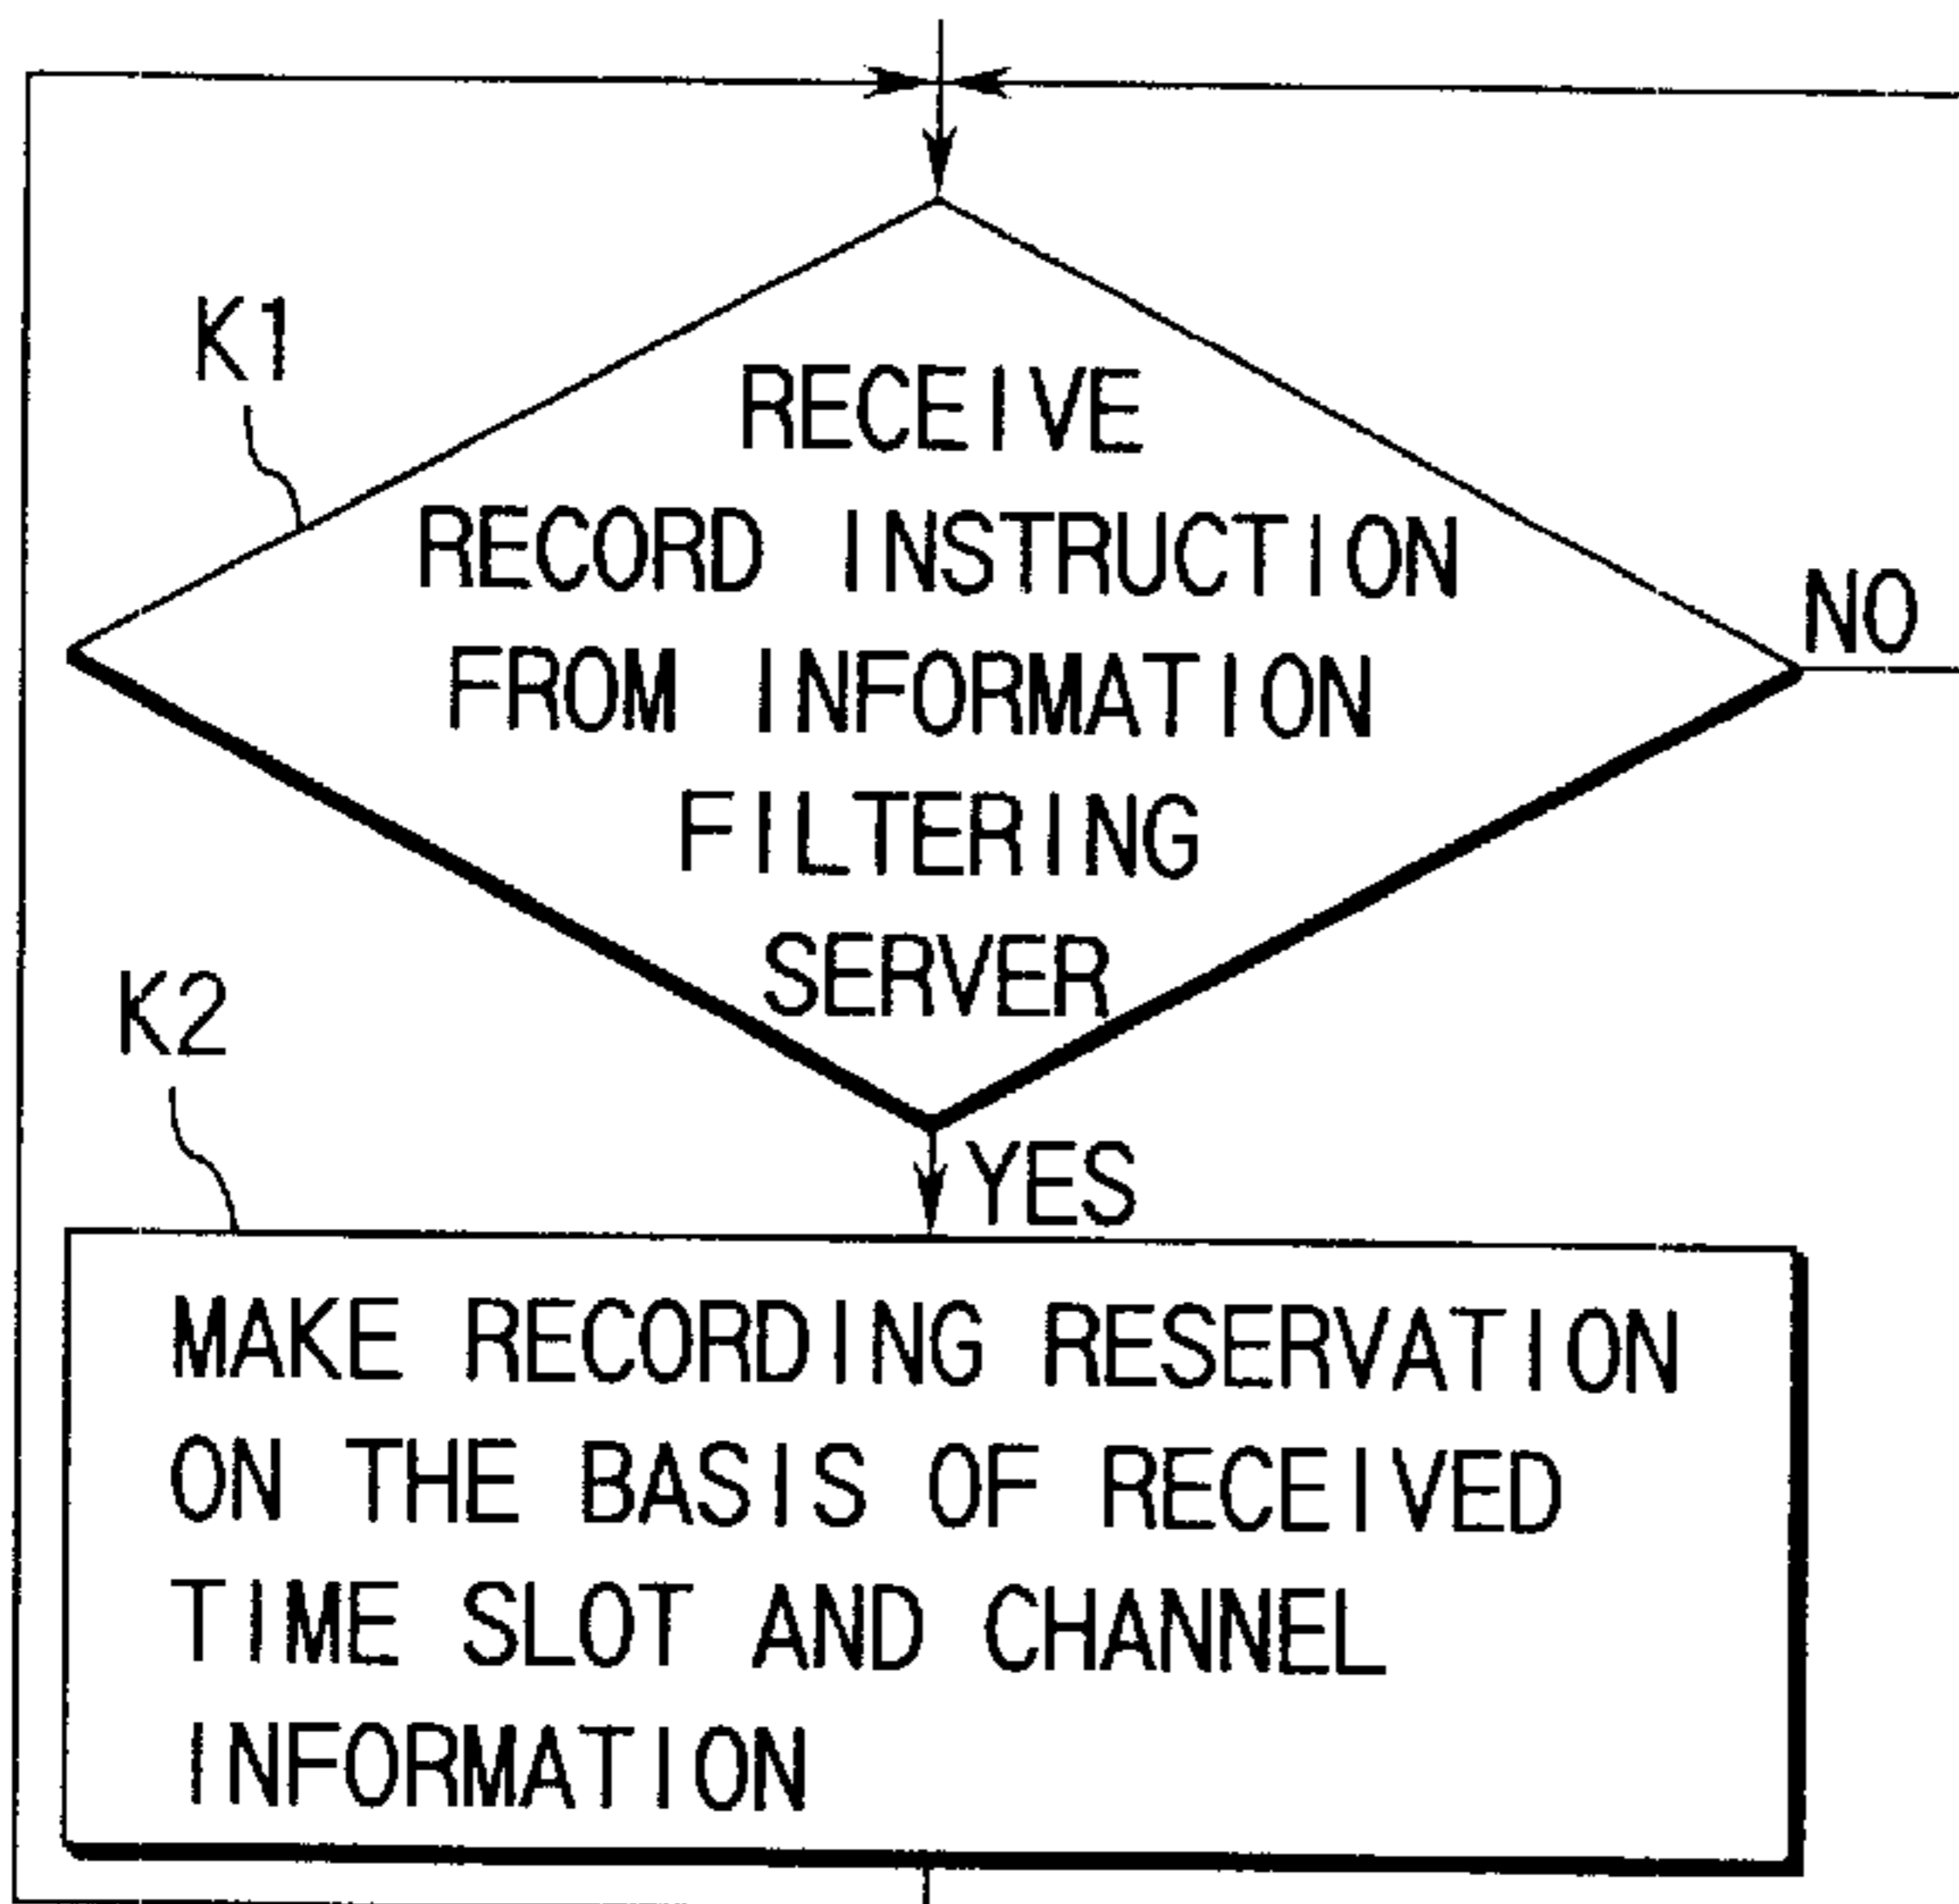 K1
RECEIVE
RECORD INSTRUCTION
FROM INFORMATION
FILTERING
SERVER
NO
K2
YES
MAKE RECORDING RESERVATION
ON THE BASIS OF RECEIVED
TIME SLOT AND CHANNEL
INFORMATION